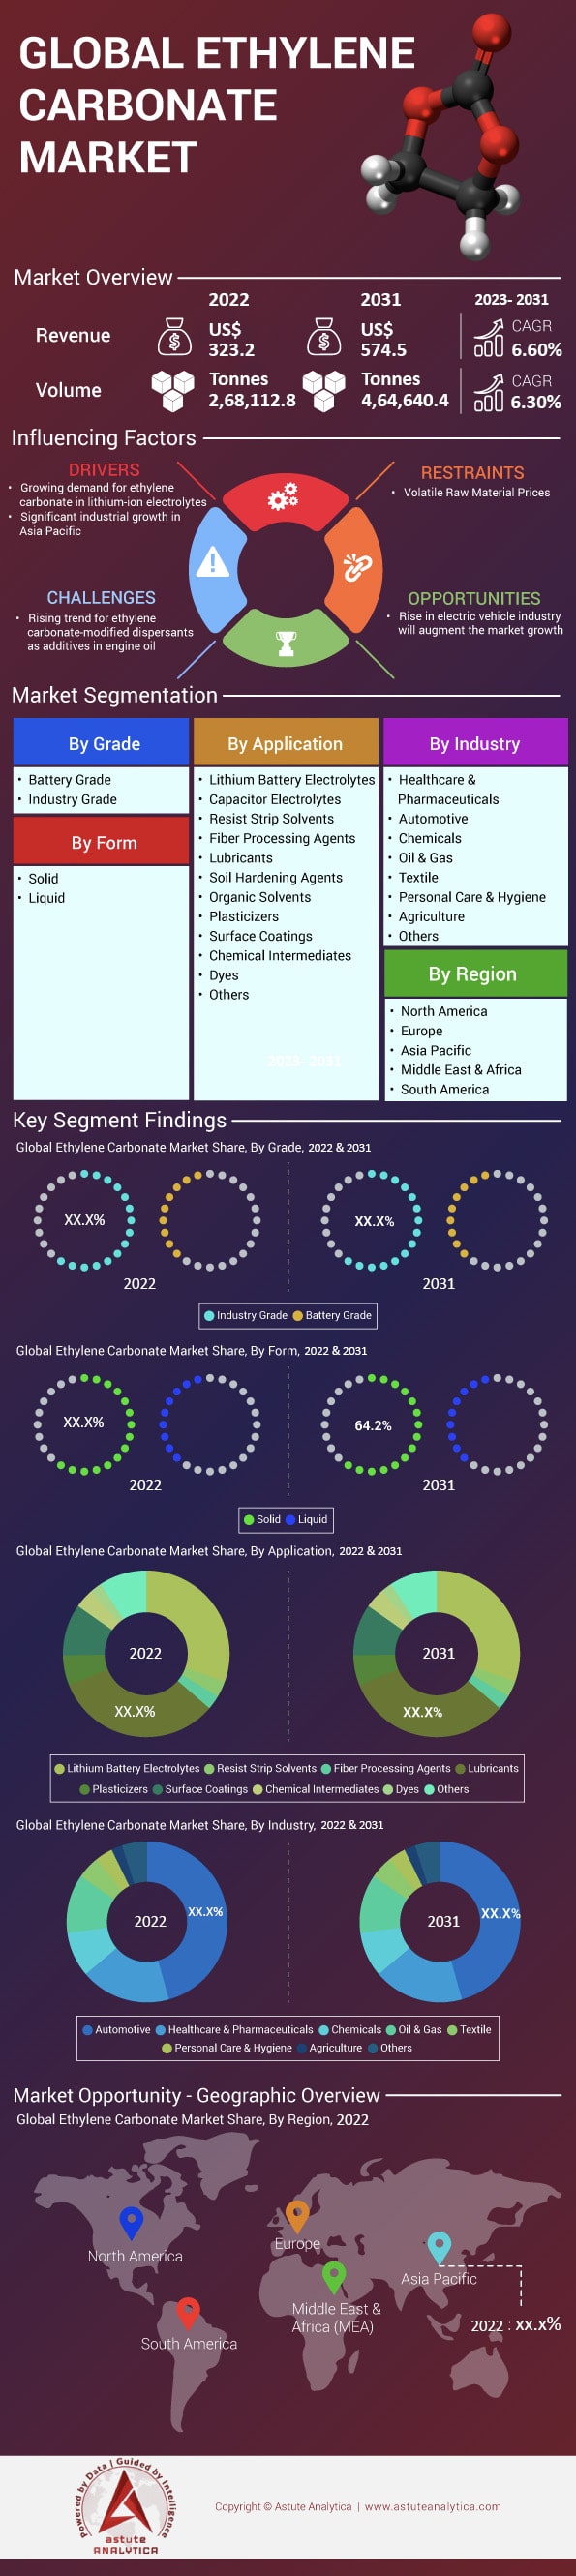 GLOBAL ETHYLENE
CARBONATE
MARKET
Market Overview
2022
2031
2023- 2031
Revenue
US$
323.2
US$
574.5
CAGR
6.60%
Volume
Tonnes
2,68,112.8
Tonnes
4,64,640.4
CAGR
6.30%
Influencing Factors
DRIVERS
• Growing demand for ethylene
carbonate in lithium-ion electrolytes
• Significant industrial growth in
Asia Pacific
RESTRAINTS
• Volatile Raw Material Prices
CHALLENGES
• Rising trend for ethylene
carbonate-modified dispersants
as additives in engine oil
OPPORTUNITIES
• Rise in electric vehicle industry
will augment the market growth
Market Segmentation
By Grade
• Battery Grade
• Industry Grade
By Form
• Solid
• Liquid
By Application
• Lithium Battery Electrolytes
• Capacitor Electrolytes
• Resist Strip Solvents
• Fiber Processing Agents
• Lubricants
• Soil Hardening Agents
• Organic Solvents
• Plasticizers
• Surface Coatings
• Chemical Intermediates
• Dyes
• Others
2023- 2031
By Industry
• Healthcare &
Pharmaceuticals
• Automotive
• Chemicals
• Oil & Gas
• Textile
• Personal Care & Hygiene
• Agriculture
• Others
By Region
• North America
• Europe
• Asia Pacific
• Middle East & Africa
• South America
Key Segment Findings
Global Ethylene Carbonate Market Share, By Grade, 2022 & 2031
XX.X%
XX.X%
2022
2031
Industry Grade Battery Grade
Global Ethylene Carbonate Market Share, By Form, 2022 & 2031
XX.X%
64.2%
2022
2031
Solid Liquid
Global Ethylene Carbonate Market Share, By Application, 2022 & 2031
2022
XX.X%
2031
XX.X%
Lithium Battery Electrolytes Resist Strip Solvents Fiber Processing Agents Lubricants
Plasticizers Surface Coatings Chemical Intermediates Dyes Others
Global Ethylene Carbonate Market Share, By Industry, 2022 & 2031
XX.X%
2022
XX.X%
2031
Automotive Healthcare & Pharmaceuticals Chemicals Oil & Gas Textile
Personal Care & Hygiene Agriculture Others
Market Opportunity - Geographic Overview
Global Ethylene Carbonate Market Share, By Region, 2022
North America
Europe
Asia Pacific
Middle East &
Africa (MEA)
2022 : XX.X%
South America
Powered by Data | Guided by Intelligence
astute
ANALYTICA
Copyright © Astute Analytica | www.astuteanalytica.com